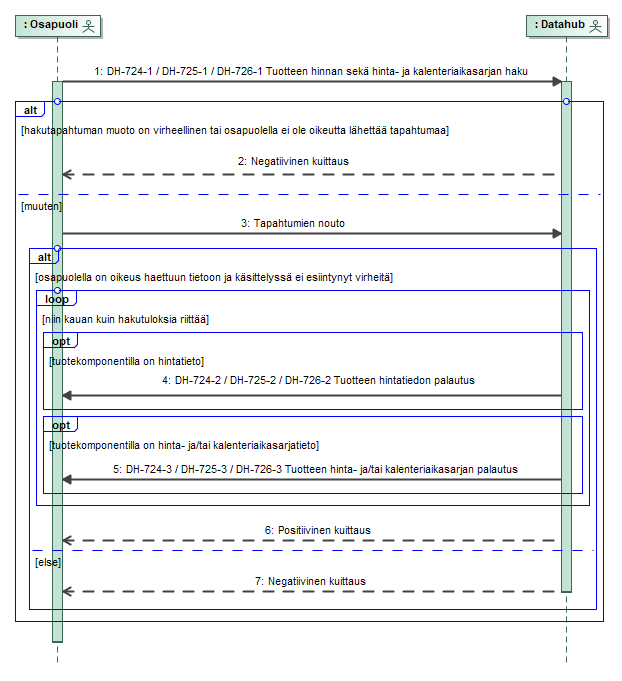 : Osapuoli
: Datahub
1: DH-724-1 / DH-725-1 / DH-726-1 Tuotteen hinnan sekä hinta- ja kalenteriaikasarjan haku
alt
[hakutapahtuman muoto on virheellinen tai osapuolella ei ole oikeutta lähettää tapahtumaa]
2: Negatiivinen kuittaus
[muuten]
3: Tapahtumien nouto
alt
[osapuolella on oikeus haettuun tietoon ja käsittelyssä ei esiintynyt virheitä]
loop
[niin kauan kuin hakutuloksia riittää]
opt
[tuotekomponentilla on hintatieto]
4: DH-724-2 / DH-725-2 / DH-726-2 Tuotteen hintatiedon palautus
opt
[tuotekomponentilla on hinta- ja/tai kalenteriaikasarjatieto]
5: DH-724-3 / DH-725-3 / DH-726-3 Tuotteen hinta- ja/tai kalenteriaikasarjan palautus
6: Positiivinen kuittaus
[else]
7: Negatiivinen kuittaus